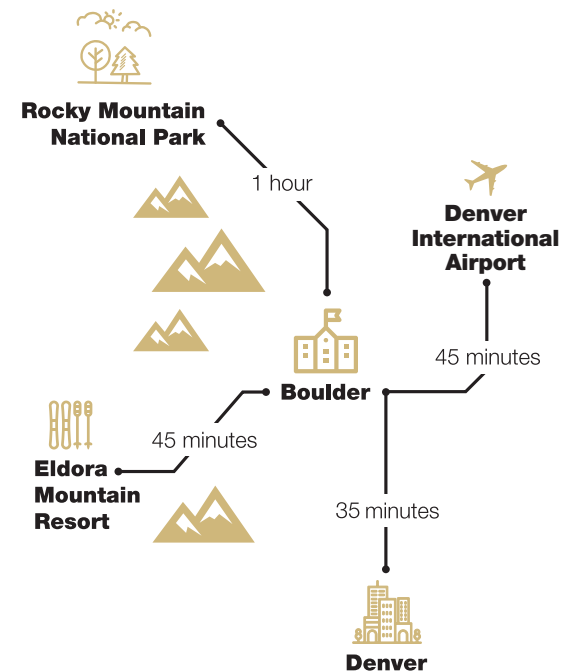 Rocky Mountain
National Park
1 hour
Denver
International
Airport
45 minutes
Boulder
45 minutes
Eldora
Mountain
Resort
35 minutes
Denver